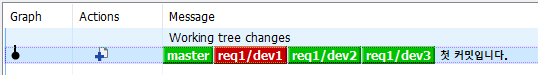 Graph Actions Message
Working tree changes
master req1/dev1 req1/dev2 req1/dev3 첫 커밋입니다.